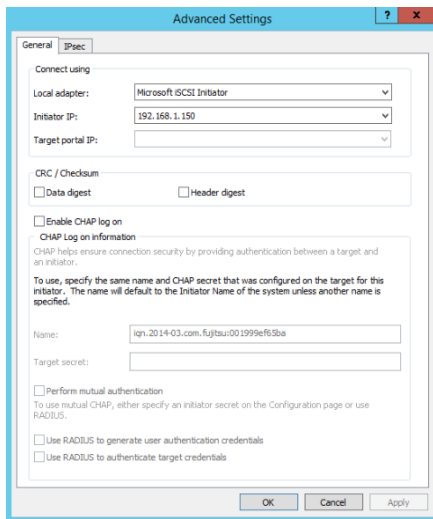 Advanced Settings
?
x
General
IPsec
Connect using
Local adapter:
Microsoft iSCSI Initiator
Initiator IP:
192.168.1.150
Target portal IP:
CRC / Checksum
Data digest
Header digest
Enable CHAP log on
CHAP Log on information
CHAP helps ensure connection security by providing authentication between a target and
an initiator.
To use, specify the same name and CHAP secret that was configured on the target for this
initiator. The name will default to the Initiator Name of the system unless another name is
specified.
Name:
iqn.2014-03.com.fujitsu:001999ef65ba
Target secret:
Perform mutual authentication
To use mutual CHAP, either specify an initiator secret on the Configuration page or use
RADIUS.
Use RADIUS to generate user authentication credentials
Use RADIUS to authenticate target credentials
OK
Cancel
Apply